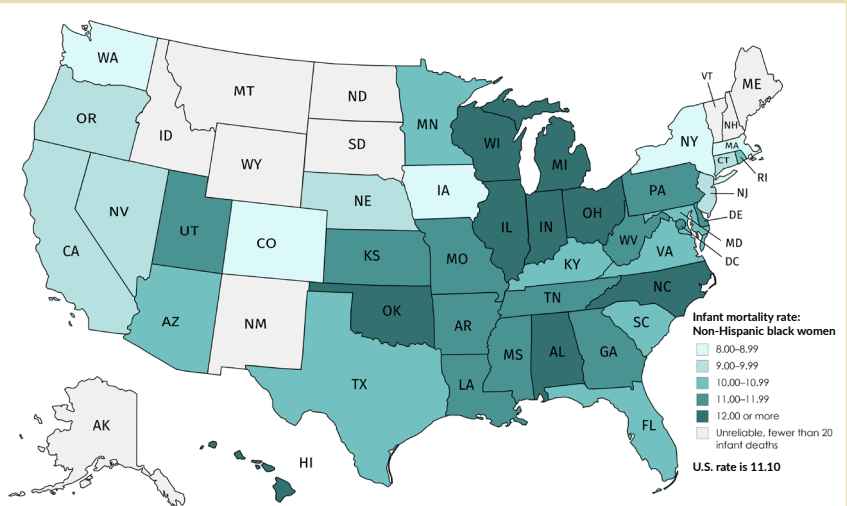 WA
MT
ND
MN
VT
ME
OR
ID
SD
WI
MI
NH
NY
MA
CT
RI
WY
NE
IA
PA
NJ
NV
UT
CO
IL
IN
OH
DE
MD
DC
CA
KS
MO
WV
VA
KY
AZ
NM
OK
TN
NC
AR
SC
TX
LA
MS
AL
GA
FL
AK
HI
Infant mortality rate:
Non-Hispanic black women
8.00–8.99
9.00–9.99
10.00–10.99
11.00–11.99
12.00 or more
Unreliable, fewer than 20
infant deaths
U.S. rate is 11.10